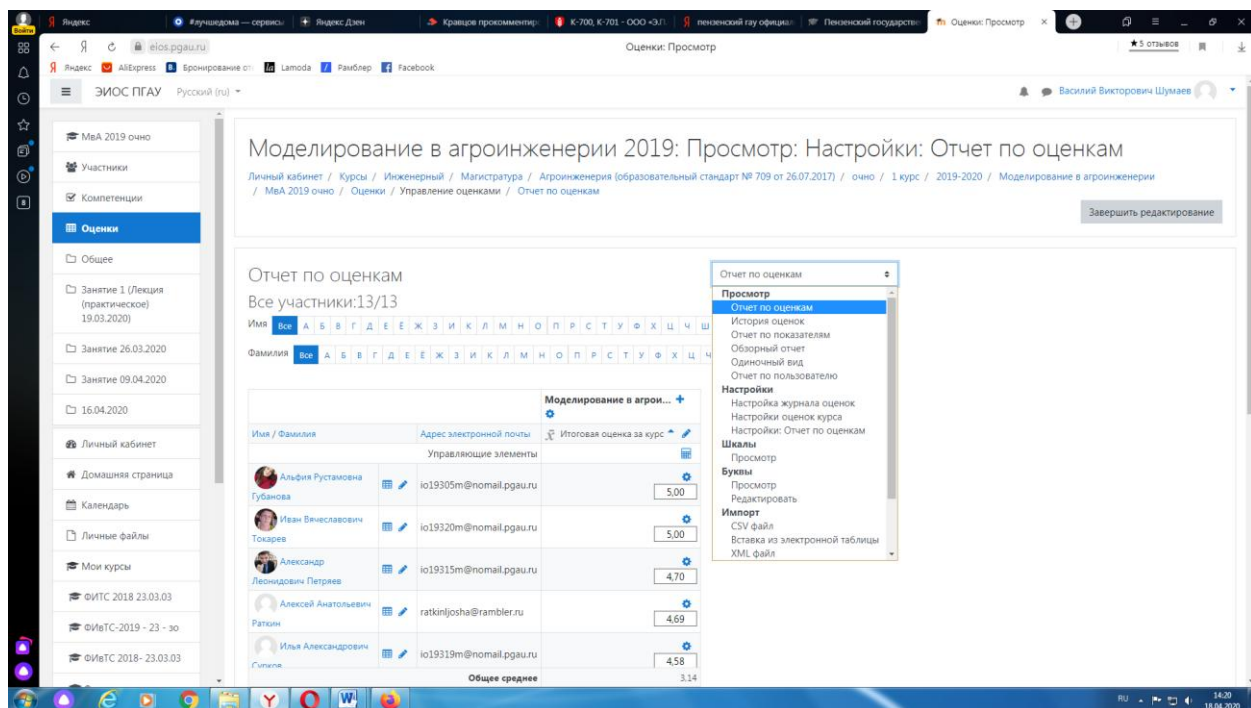 Яндекс
#лучшедома — сервисы
Яндекс Дзен
Кравцов прокомментир
К-700, К-701 - ООО «З.П.
пензенский гау официал
Пензенский государстве
Оценки: Просмотр
Войти
eios.pgau.ru
Оценки: Просмотр
5 отзывов
Яндекс
AliExpress
Бронирование от
Lamoda
Рамблер
Facebook
ЭИОС ПГАУ
Русский (ru)
Василий Викторович Шумаев
МвА 2019 очно
Участники
Компетенции
Оценки
Общее
Занятие 1 (Лекция
(практическое)
19.03.2020)
Занятие 26.03.2020
Занятие 09.04.2020
16.04.2020
Личный кабинет
Домашняя страница
Календарь
Личные файлы
Мои курсы
ФИТС 2018 23.03.03
ФИвТС-2019 - 23 - зо
ФИвТС 2018- 23.03.03
Моделирование в агроинженерии 2019: Просмотр: Настройки: Отчет по оценкам
Личный кабинет / Курсы / Инженерный / Магистратура / Агроинженерия (образовательный стандарт № 709 от 26.07.2017) / очно / 1 курс / 2019-2020 / Моделирование в агроинженерии
/ МвА 2019 очно / Оценки / Управление оценками / Отчет по оценкам
Завершить редактирование
Отчет по оценкам
Все участники:13/13
Имя Все А Б В Г Д Е Ё Ж З И К Л М Н О П Р С Т У Ф Х Ц Ч Ш
Фамилия Все А Б В Г Д Е Ё Ж З И К Л М Н О П Р С Т У Ф Х Ц Ч
Отчет по оценкам
Просмотр
Отчет по оценкам
История оценок
Отчет по показателям
Обзорный отчет
Одиночный вид
Отчет по пользователю
Настройки
Настройка журнала оценок
Настройки оценок курса
Настройки: Отчет по оценкам
Шкалы
Просмотр
Буквы
Просмотр
Редактировать
Импорт
CSV файл
Вставка из электронной таблицы
XML файл
Моделирование в агрои...
Имя / Фамилия
Адрес электронной почты
Итоговая оценка за курс
Управляющие элементы
Альфия Рустамовна
Губанова
io19305m@nomail.pgau.ru
5,00
Иван Вячеславович
Токарев
io19320m@nomail.pgau.ru
5,00
Александр
Леонидович Петряев
io19315m@nomail.pgau.ru
4,70
Алексей Анатольевич
Раткин
ratkinljosha@rambler.ru
4,69
Илья Александрович
Сурков
io19319m@nomail.pgau.ru
4,58
Общее среднее
3,14
RU
14:20
18.04.2020